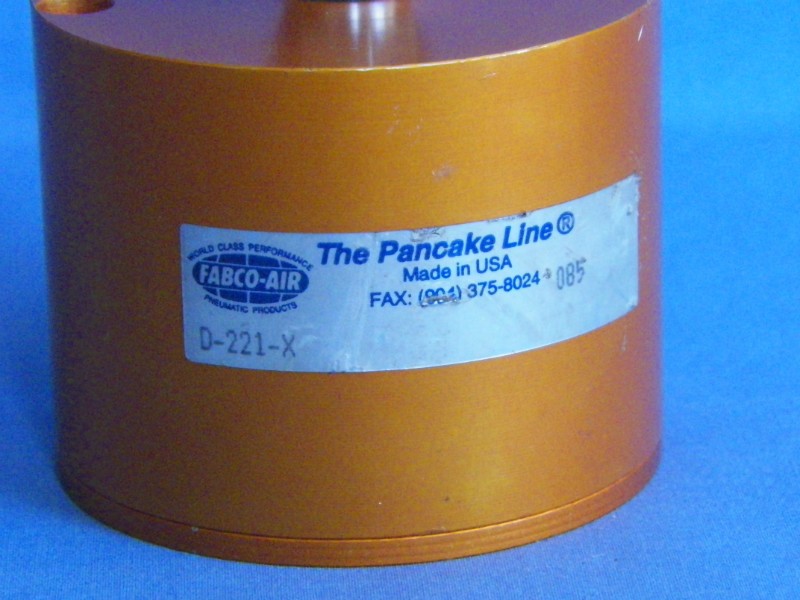 WORLD CLASS PERFORMANCE
FABCO-AIR
PNEUMATIC PRODUCTS
The Pancake Line®
Made in USA
FAX: (904) 375-8024
085
D-221-X